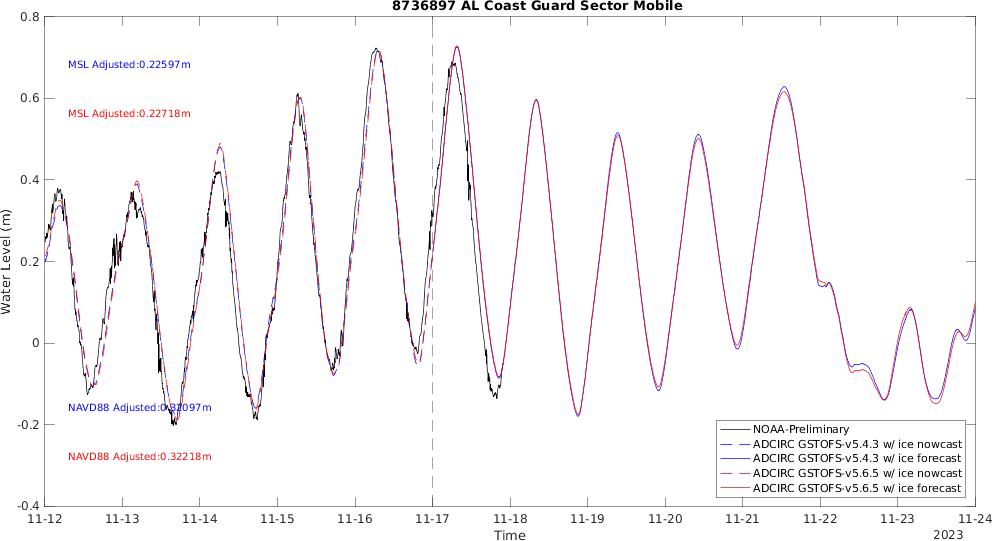 8736897 AL Coast Guard Sector Mobile
0.8
0.6
0.4
0.2
0
-0.2
-0.4
Water Level (m)
MSL Adjusted:0.22597m
MSL Adjusted:0.22718m
NAVD88 Adjusted:0.32097m
NAVD88 Adjusted:0.32218m
NOAA-Preliminary
ADCIRC GSTOFS-v5.4.3 w/ ice nowcast
ADCIRC GSTOFS-v5.4.3 w/ ice forecast
ADCIRC GSTOFS-v5.6.5 w/ ice nowcast
ADCIRC GSTOFS-v5.6.5 w/ ice forecast
11-12 11-13 11-14 11-15 11-16 11-17 11-18 11-19 11-20 11-21 11-22 11-23 11-24
Time
2023